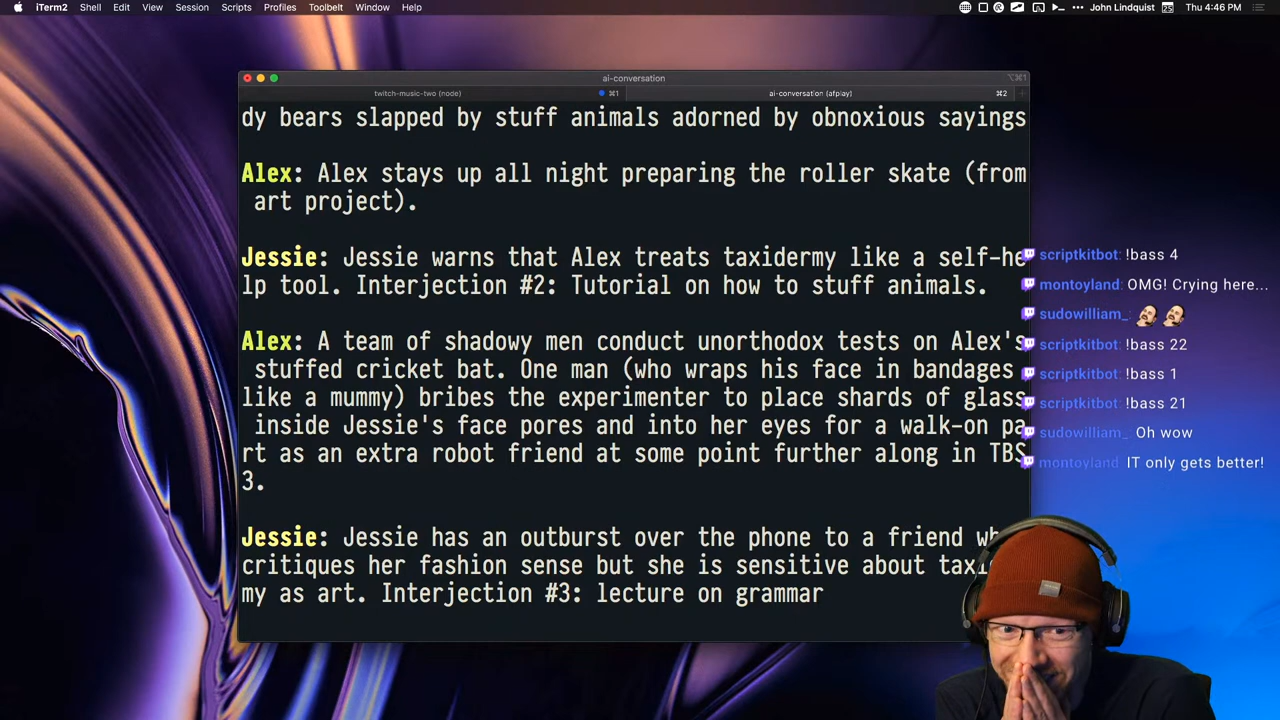 iTerm2 Shell Edit View Session Scripts Profiles Toolbelt Window Help
John Lindquist 25 Thu 4:46 PM
ai-conversation
⌥⌘1
twitch-music-two (node) ⌘1 ai-conversation (afplay) ⌘2
dy bears slapped by stuff animals adorned by obnoxious sayings
Alex: Alex stays up all night preparing the roller skate (from
art project).
Jessie: Jessie warns that Alex treats taxidermy like a self-he
lp tool. Interjection #2: Tutorial on how to stuff animals.
Alex: A team of shadowy men conduct unorthodox tests on Alex's
stuffed cricket bat. One man (who wraps his face in bandages
like a mummy) bribes the experimenter to place shards of glass
inside Jessie's face pores and into her eyes for a walk-on pa
rt as an extra robot friend at some point further along in TBS
3.
Jessie: Jessie has an outburst over the phone to a friend
critiques her fashion sense but she is sensitive about
my as art. Interjection #3: lecture on grammar
scriptkitbot: !bass 4
montoyland: OMG! Crying here...
sudowilliam_:
scriptkitbot: !bass 22
scriptkitbot: !bass 1
scriptkitbot: !bass 21
sudowilliam_: Oh wow
montoyland IT only gets better!